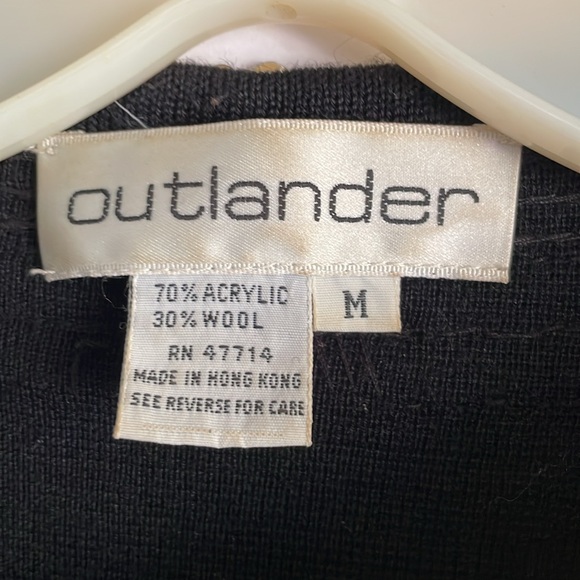 outlander
70% ACRYLIC
30% WOOL
M
RN 47714
MADE IN HONG KONG
SEE REVERSE FOR CARE